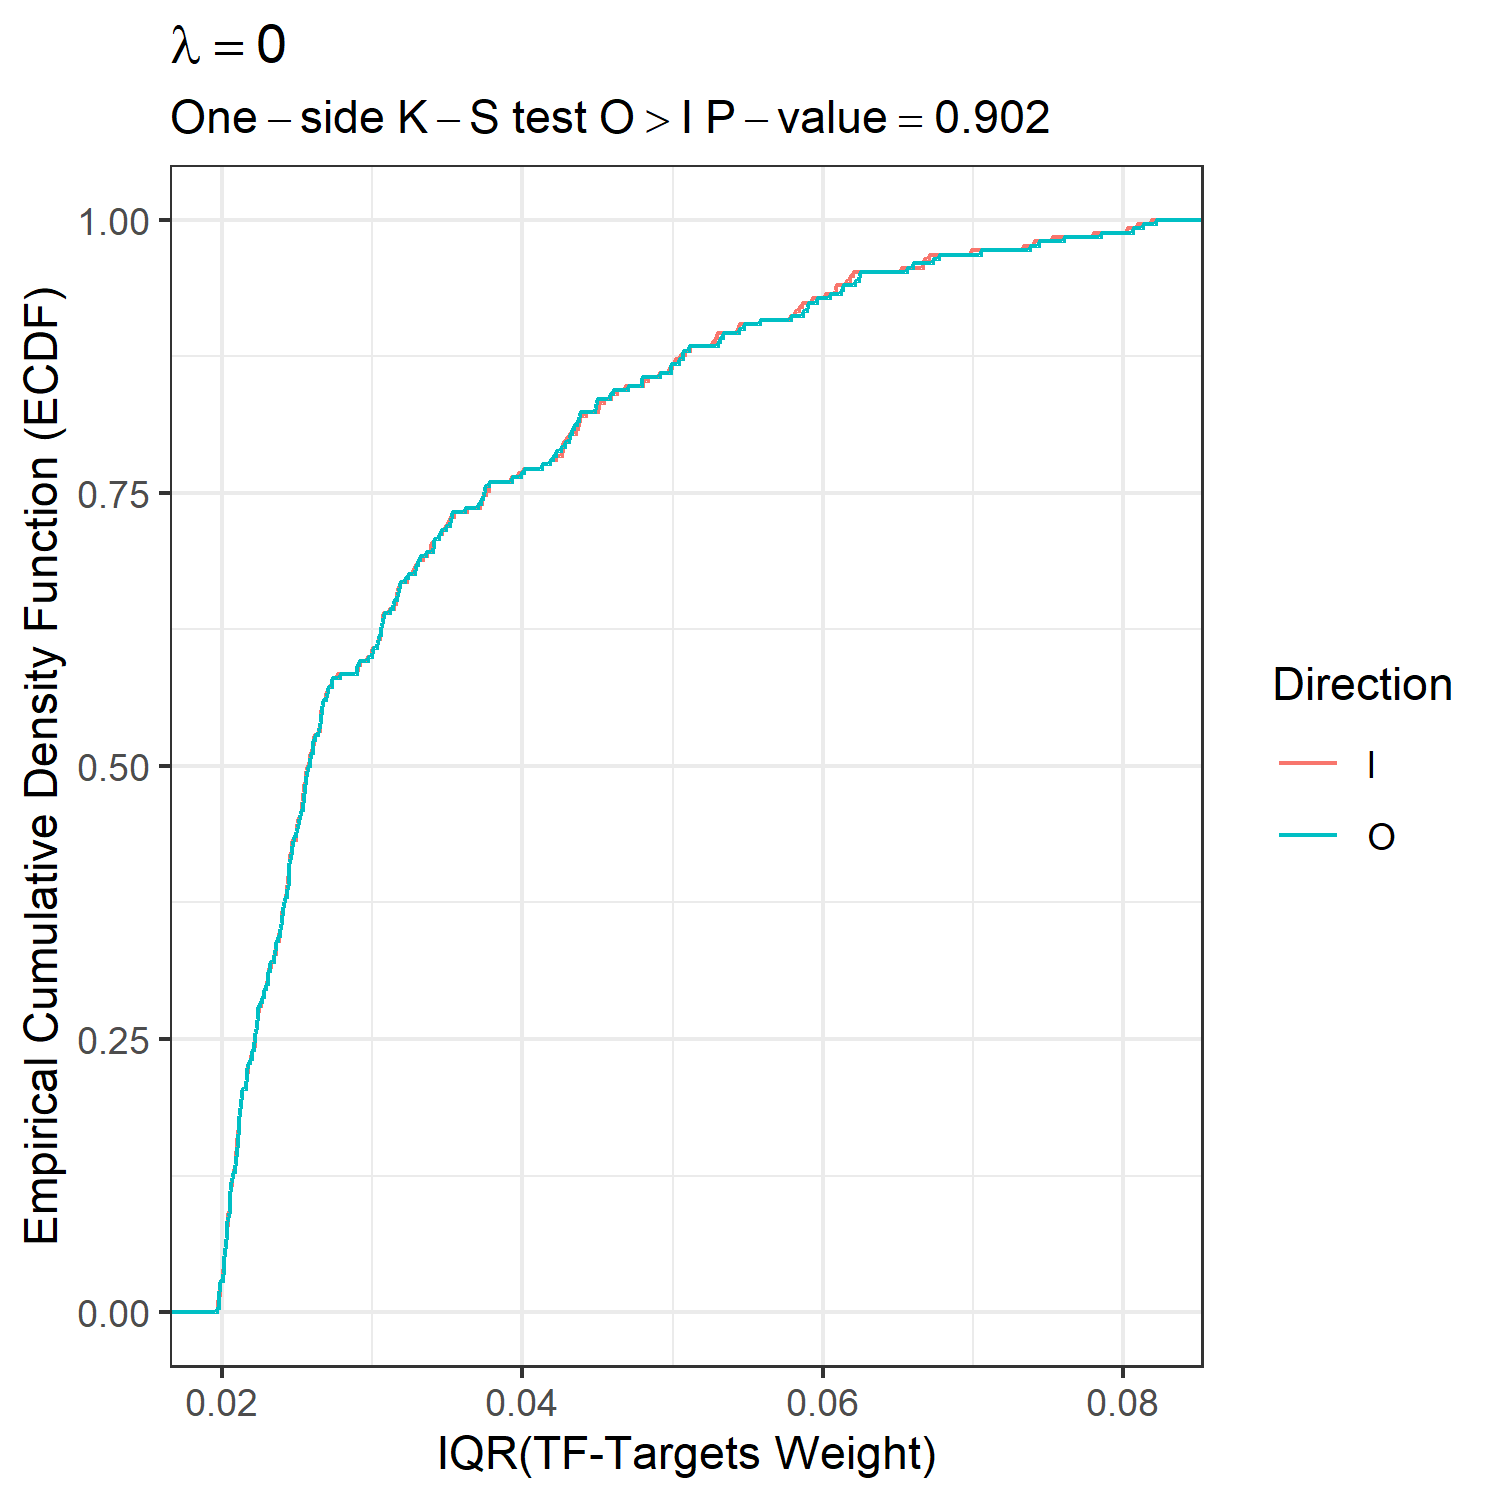 λ = 0
One − side K − S test O > I P − value = 0.902
Empirical Cumulative Density Function (ECDF)
1.00
0.75
0.50
0.25
0.00
0.02
0.04
0.06
0.08
IQR(TF-Targets Weight)
Direction
I
O